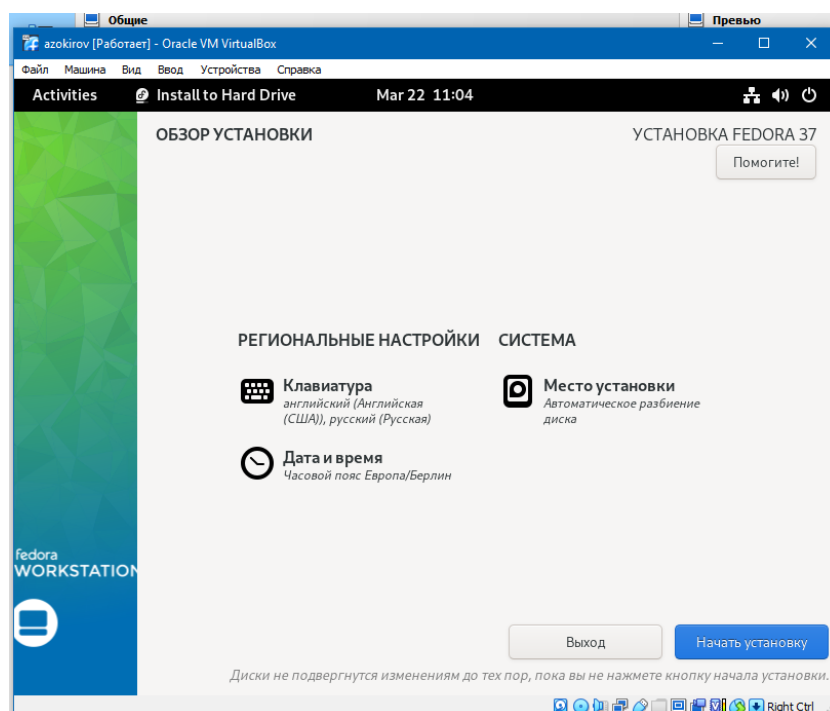 Общие
Превью
azokirov [Работает] - Oracle VM VirtualBox
Файл Машина Вид Ввод Устройства Справка
Activities Install to Hard Drive Mar 22 11:04
ОБЗОР УСТАНОВКИ
УСТАНОВКА FEDORA 37
Помогите!
РЕГИОНАЛЬНЫЕ НАСТРОЙКИ
Клавиатура
английский (Английская
(США)), русский (Русская)
Дата и время
Часовой пояс Европа/Берлин
СИСТЕМА
Место установки
Автоматическое разбиение
диска
fedora
WORKSTATION
Выход
Начать установку
Диски не подвергнутся изменениям до тех пор, пока вы не нажмете кнопку начала установки.
Right Ctrl